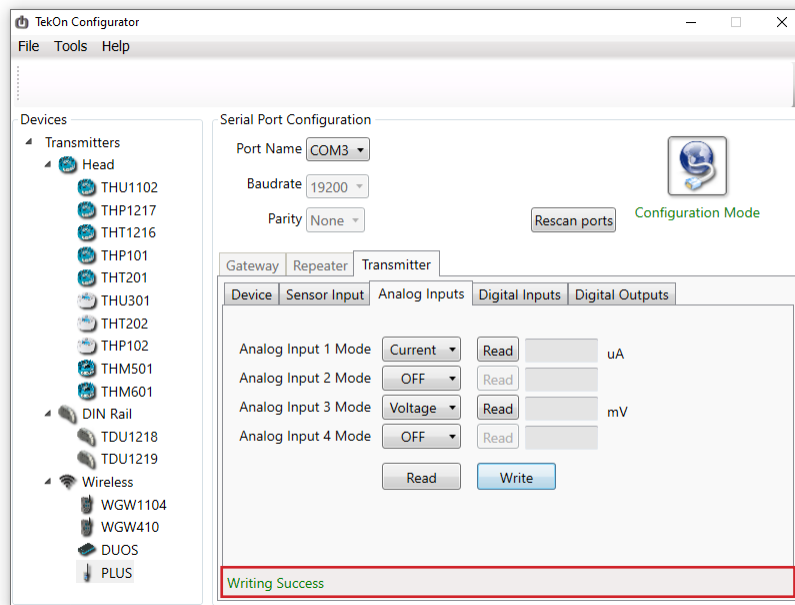 TekOn Configurator
File Tools Help
Devices
Transmitters
Head
THU1102
THP1217
THT1216
THP101
THT201
THU301
THT202
THP102
THM501
THM601
DIN Rail
TDU1218
TDU1219
Wireless
WGW1104
WGW410
DUOS
PLUS
Serial Port Configuration
Port Name COM3
Baudrate 19200
Parity None
Rescan ports
Configuration Mode
Gateway Repeater Transmitter
Device Sensor Input Analog Inputs Digital Inputs Digital Outputs
Analog Input 1 Mode Current Read uA
Analog Input 2 Mode OFF Read
Analog Input 3 Mode Voltage Read mV
Analog Input 4 Mode OFF Read
Read Write
Writing Success